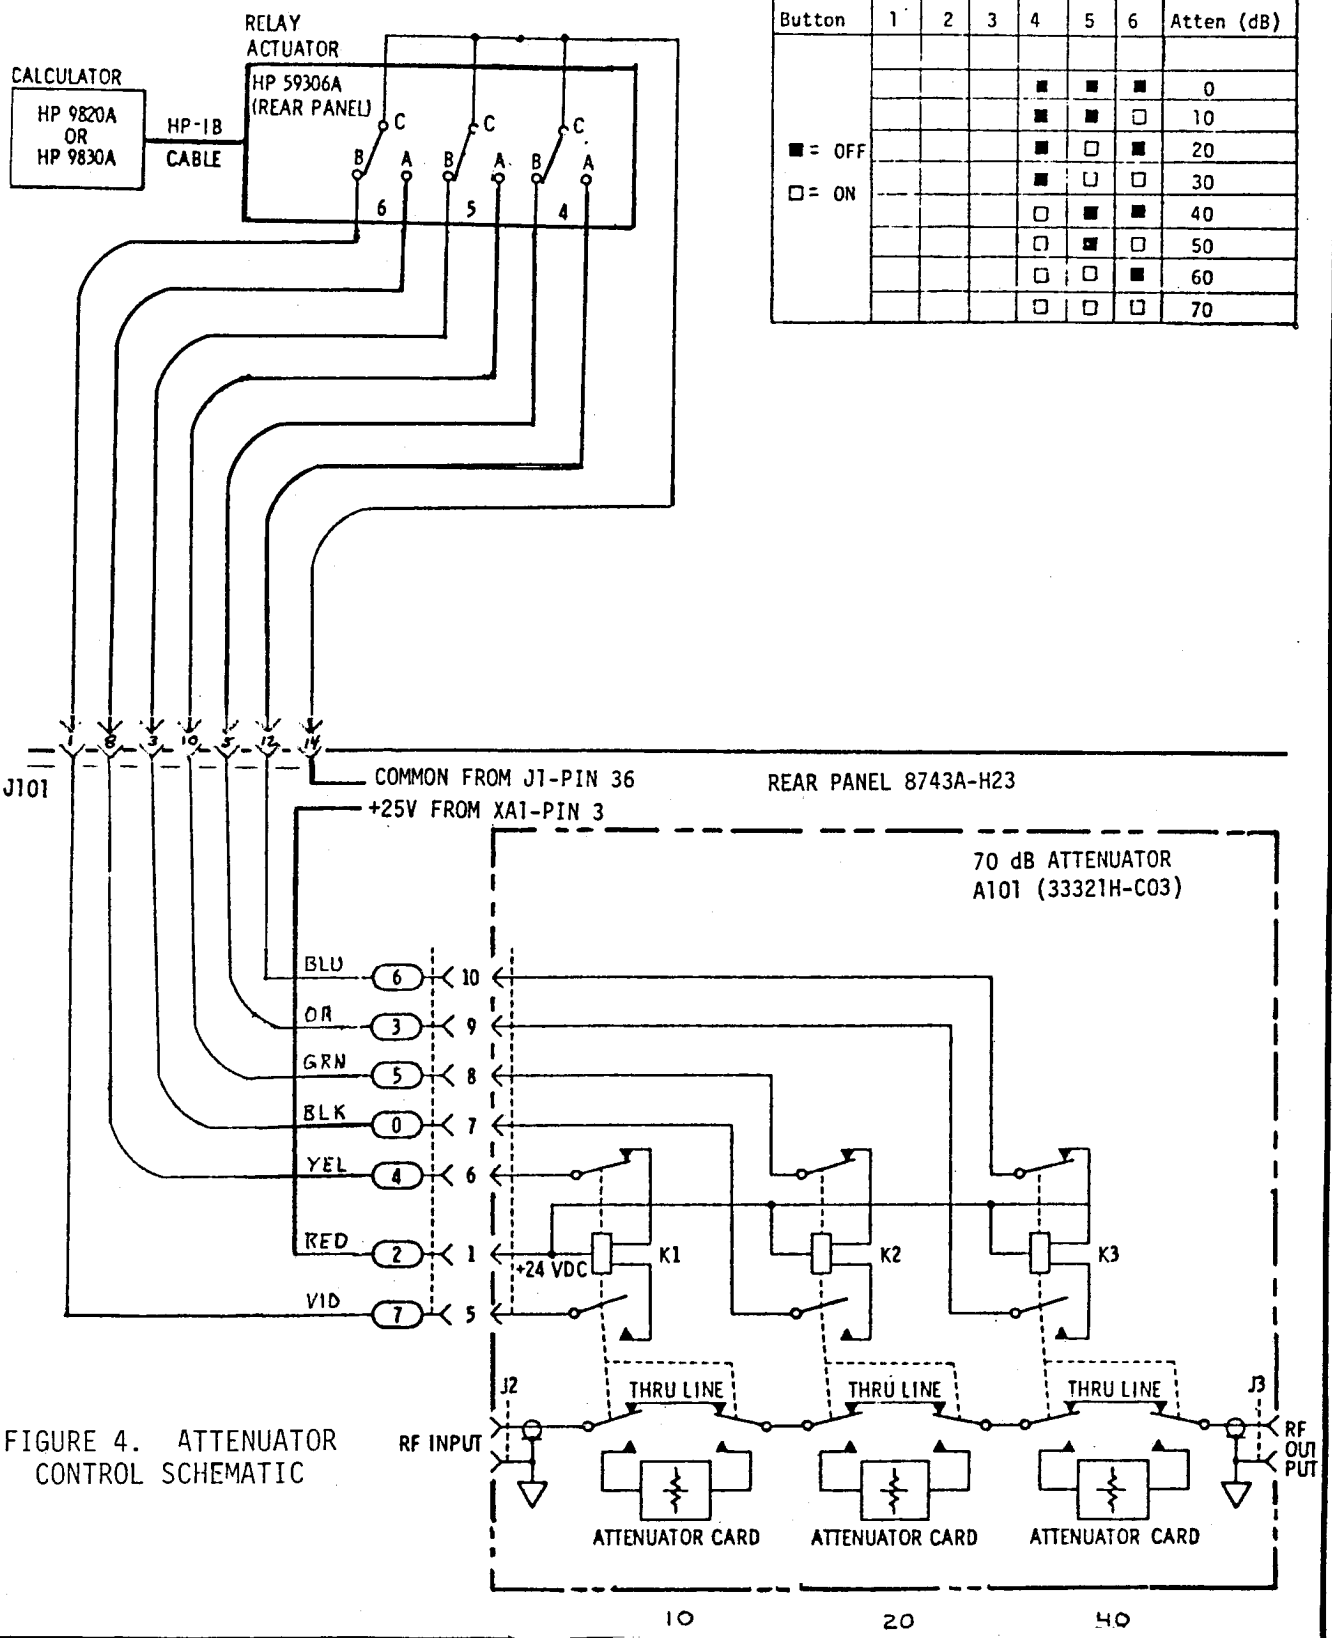 RELAY
ACTUATOR
CALCULATOR
HP 9820A
OR
HP 9830A
HP-IB
CABLE
HP 59306A
(REAR PANEL)
C C C
B A B A B A
6 5 4
Button 1 2 3 4 5 6 Atten (dB)
■ ■ ■ 0
■ ■ □ 10
■ □ ■ 20
■ □ □ 30
□ ■ ■ 40
□ ■ □ 50
□ □ ■ 60
□ □ □ 70
■ = OFF
□ = ON
1 8 3 10 5 12 14
J101
COMMON FROM J1-PIN 36
REAR PANEL 8743A-H23
+25V FROM XA1-PIN 3
70 dB ATTENUATOR
A101 (33321H-C03)
BLU 6 10
OR 3 9
GRN 5 8
BLK 0 7
YEL 4 6
RED 2 1
+24 VDC
K1 K2 K3
VIO 7 5
J2
THRU LINE THRU LINE THRU LINE
J3
RF INPUT
RF
OUT
PUT
ATTENUATOR CARD ATTENUATOR CARD ATTENUATOR CARD
FIGURE 4. ATTENUATOR
CONTROL SCHEMATIC
10 20 40